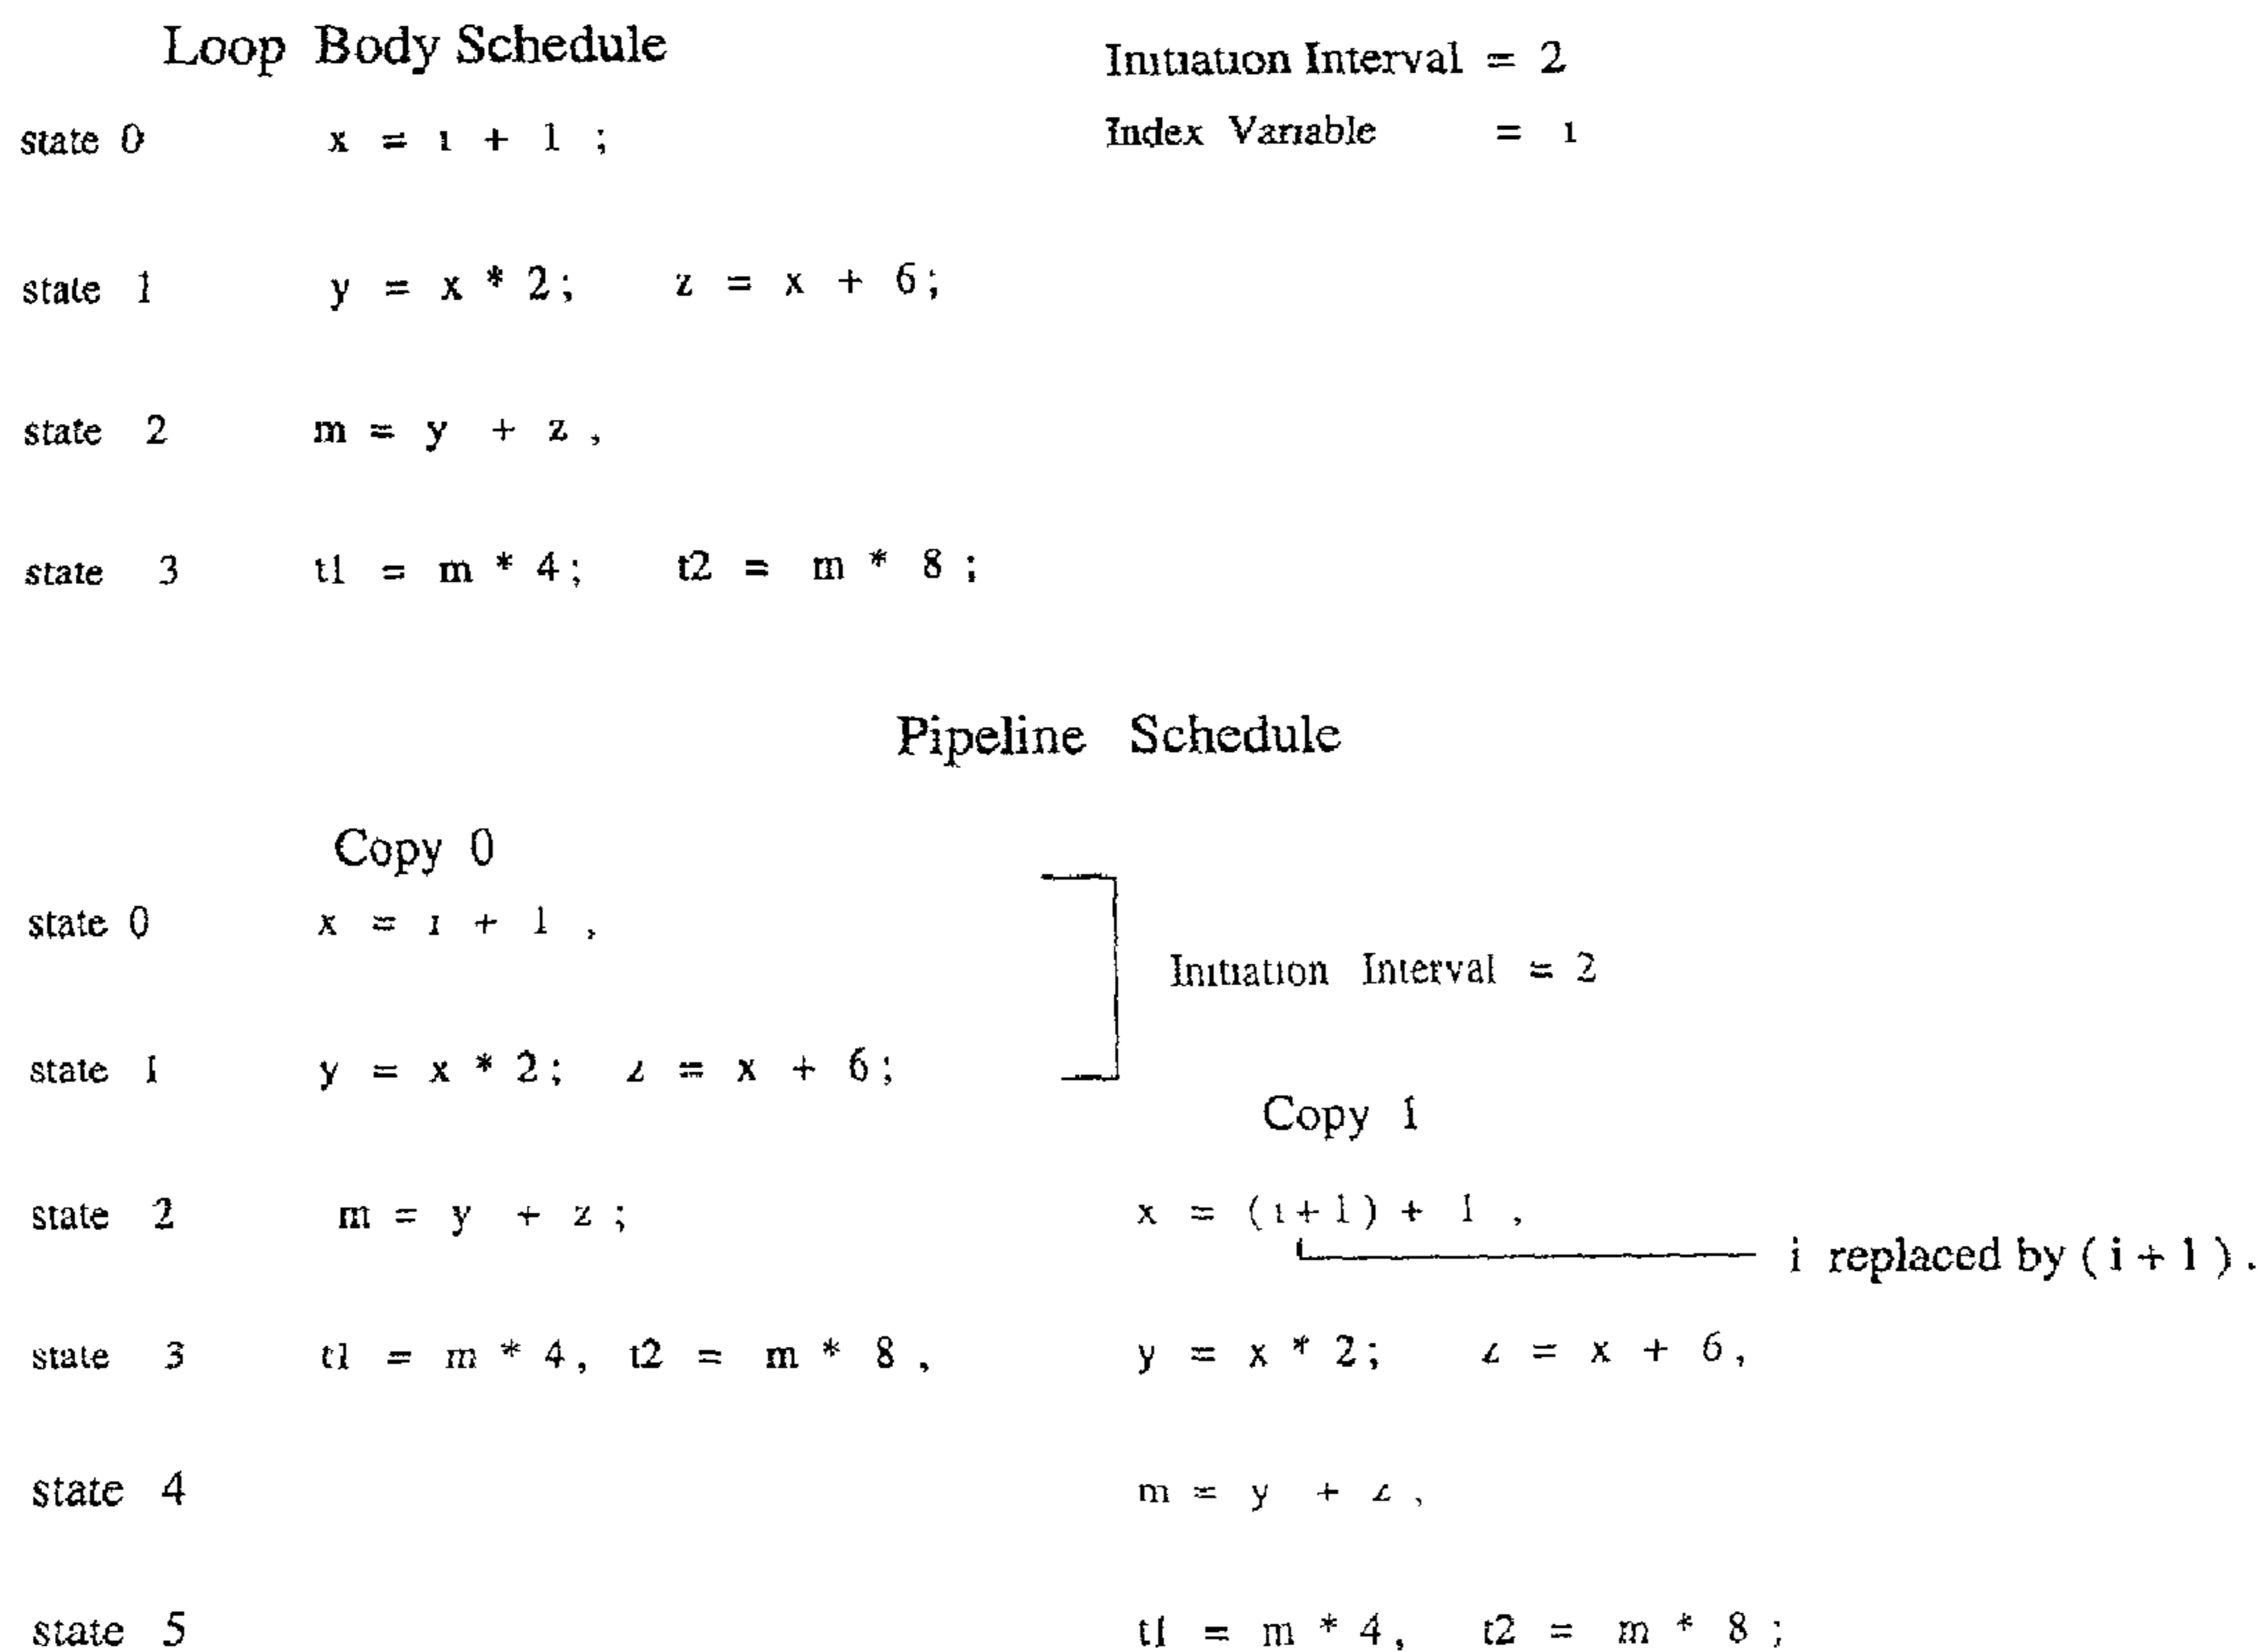 Loop Body Schedule
Initiation Interval = 2
state 0 x = i + 1 ;
Index Variable = i
state 1 y = x * 2; z = x + 6;
state 2 m = y + z ,
state 3 t1 = m * 4; t2 = m * 8 ;
Pipeline Schedule
Copy 0
state 0 x = i + 1 ,
Initiation Interval = 2
state 1 y = x * 2; z = x + 6;
Copy 1
state 2 m = y + z ; x = (i+1) + 1 ,
i replaced by ( i + 1 ) .
state 3 t1 = m * 4, t2 = m * 8 , y = x * 2; z = x + 6,
state 4 m = y + z ,
state 5 t1 = m * 4, t2 = m * 8 ;